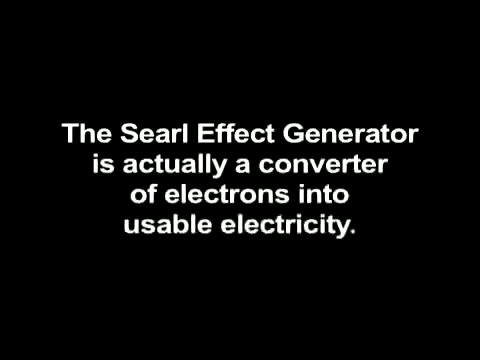 The Searl Effect Generator
is actually a converter
of electrons into
usable electricity.